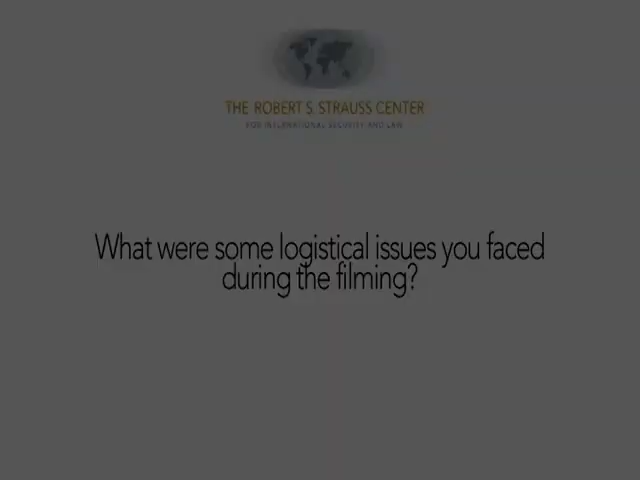 THE ROBERT S. STRAUSS CENTER
FOR INTERNATIONAL SECURITY AND LAW
What were some logistical issues you faced
during the filming?